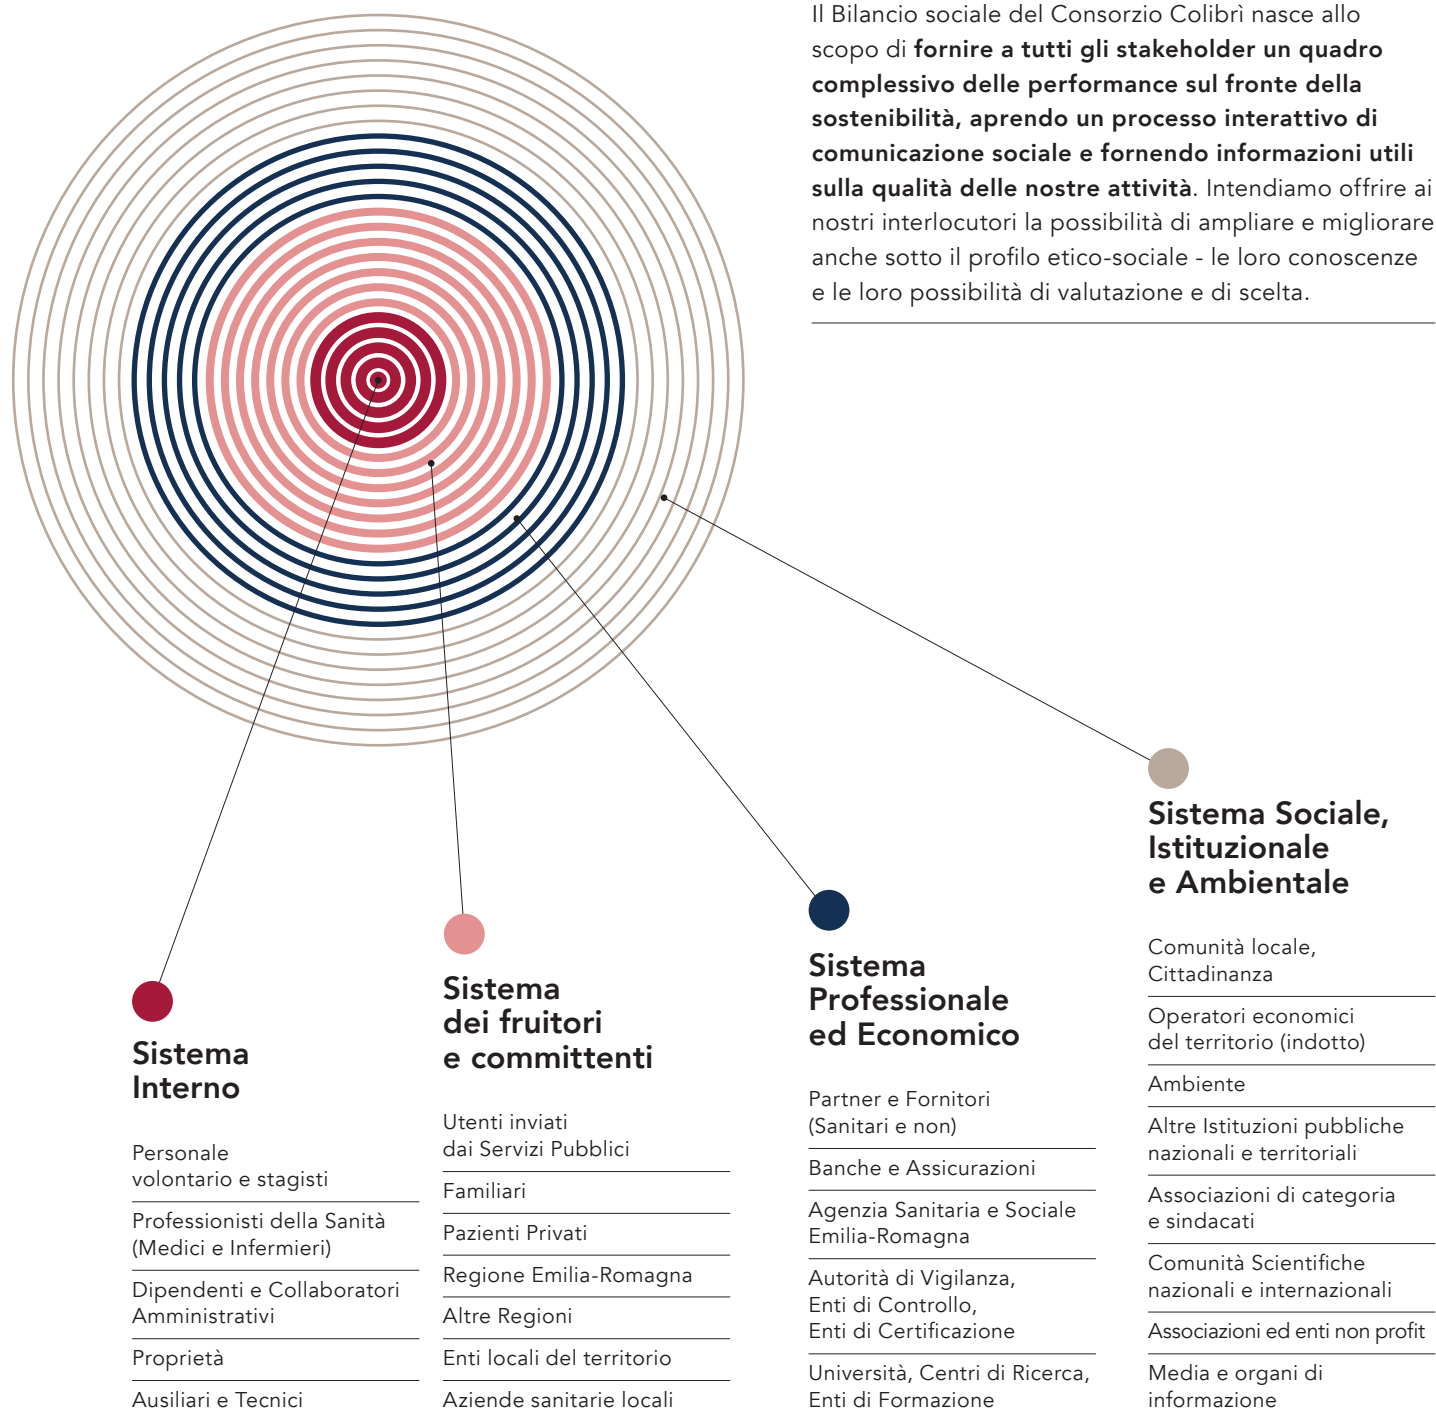 Il Bilancio sociale del Consorzio Colibrì nasce allo
scopo di fornire a tutti gli stakeholder un quadro
complessivo delle performance sul fronte della
sostenibilità, aprendo un processo interattivo di
comunicazione sociale e fornendo informazioni utili
sulla qualità delle nostre attività. Intendiamo offrire ai
nostri interlocutori la possibilità di ampliare e migliorare
anche sotto il profilo etico-sociale - le loro conoscenze
e le loro possibilità di valutazione e di scelta.
Sistema
Interno
Personale
volontario e stagisti
Professionisti della Sanità
(Medici e Infermieri)
Dipendenti e Collaboratori
Amministrativi
Proprietà
Ausiliari e Tecnici
Sistema
dei fruitori
e committenti
Utenti inviati
dai Servizi Pubblici
Familiari
Pazienti Privati
Regione Emilia-Romagna
Altre Regioni
Enti locali del territorio
Aziende sanitarie locali
Sistema
Professionale
ed Economico
Partner e Fornitori
(Sanitari e non)
Banche e Assicurazioni
Agenzia Sanitaria e Sociale
Emilia-Romagna
Autorità di Vigilanza,
Enti di Controllo,
Enti di Certificazione
Università, Centri di Ricerca,
Enti di Formazione
Sistema Sociale,
Istituzionale
e Ambientale
Comunità locale,
Cittadinanza
Operatori economici
del territorio (indotto)
Ambiente
Altre Istituzioni pubbliche
nazionali e territoriali
Associazioni di categoria
e sindacati
Comunità Scientifiche
nazionali e internazionali
Associazioni ed enti non profit
Media e organi di
informazione